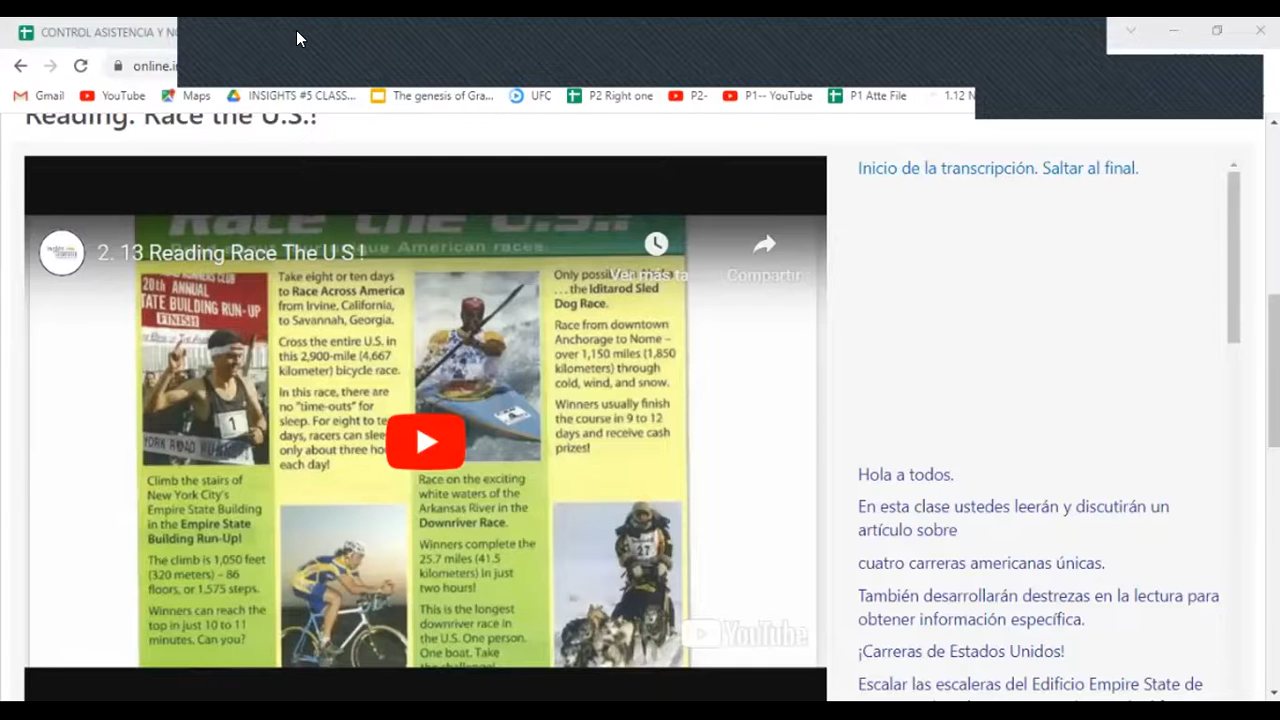 CONTROL ASISTENCIA Y NO
online.i
Gmail
YouTube
Maps
INSIGHTS #5 CLASS...
The genesis of Gra...
UFC
P2 Right one
P2-
P1-- YouTube
P1 Atte File
1.12 N
Reading: Race the U.S.!
Race the U.S.!
2. 13 Reading Race The U S !
unique American races.
Ver más ta
Compartir
20th ANNUAL
STATE BUILDING RUN-UP
FINISH
1
YORK ROAD RUNNERS
Climb the stairs of
New York City's
Empire State Building
in the Empire State
Building Run-Up!
The climb is 1,050 feet
(320 meters) – 86
floors, or 1.575 steps.
Winners can reach the
top in just 10 to 11
minutes. Can you?
Take eight or ten days
to Race Across America
from Irvine, California,
to Savannah, Georgia.
Cross the entire U.S. in
this 2,900-mile (4,667
kilometer) bicycle race.
In this race, there are
no "time-outs" for
sleep. For eight to te
days, racers can slee
only about three ho
each day!
Race on the exciting
white waters of the
Arkansas River in the
Downriver Race.
Winners complete the
25.7 miles (41.5
kilometers) in just
two hours!
This is the longest
downriver race in
the U.S. One person.
One boat. Take
the challenge!
Only possi
. . . the Iditarod Sled
Dog Race.
Race from downtown
Anchorage to Nome –
over 1,150 miles (1,850
kilometers) through
cold, wind, and snow.
Winners usually finish
the course in 9 to 12
days and receive cash
prizes!
27
YouTube
Inicio de la transcripción. Saltar al final.
Hola a todos.
En esta clase ustedes leerán y discutirán un
artículo sobre
cuatro carreras americanas únicas.
También desarrollarán destrezas en la lectura para
obtener información específica.
¡Carreras de Estados Unidos!
Escalar las escaleras del Edificio Empire State de